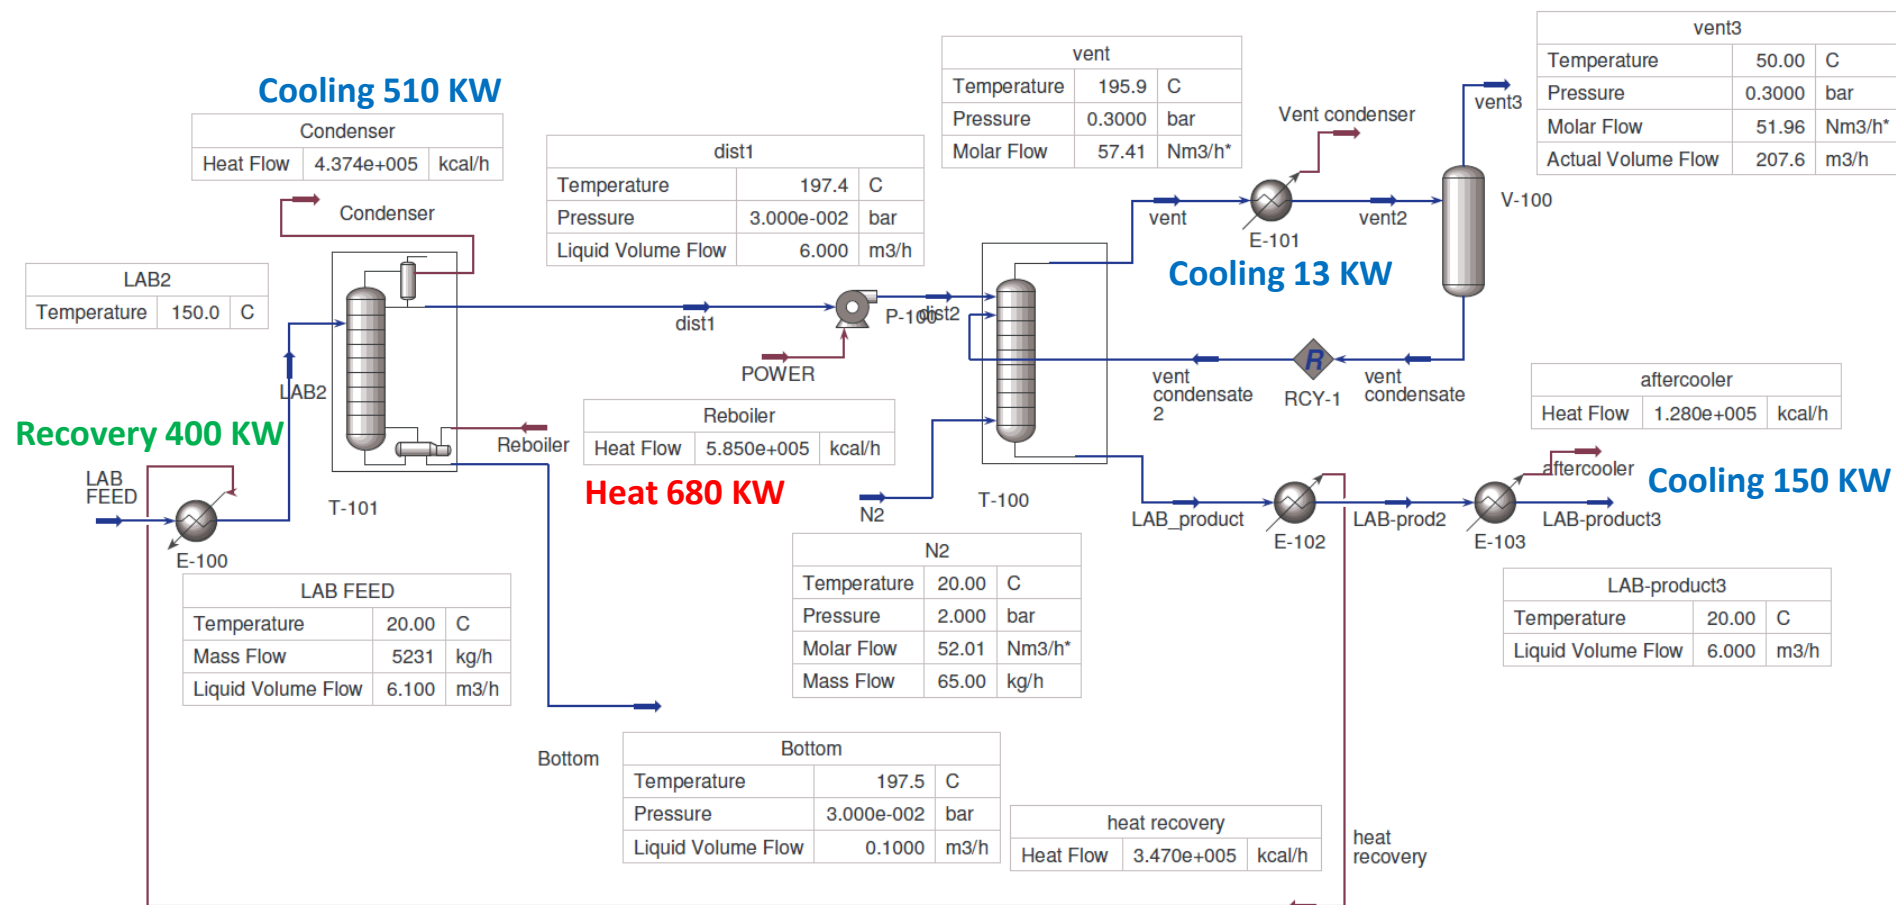 Cooling 510 KW
Condenser
Heat Flow 4.374e+005 kcal/h
Condenser
LAB2
Temperature 150.0 C
LAB2
Recovery 400 KW
LAB
FEED
E-100
T-101
LAB FEED
Temperature 20.00 C
Mass Flow 5231 kg/h
Liquid Volume Flow 6.100 m3/h
dist1
Temperature 197.4 C
Pressure 3.000e-002 bar
Liquid Volume Flow 6.000 m3/h
dist1
P-100
dist2
POWER
Reboiler
Reboiler
Heat Flow 5.850e+005 kcal/h
Heat 680 KW
Bottom
Bottom
Temperature 197.5 C
Pressure 3.000e-002 bar
Liquid Volume Flow 0.1000 m3/h
vent
Temperature 195.9 C
Pressure 0.3000 bar
Molar Flow 57.41 Nm3/h*
vent
Vent condenser
E-101
vent2
Cooling 13 KW
vent3
Temperature 50.00 C
Pressure 0.3000 bar
Molar Flow 51.96 Nm3/h*
Actual Volume Flow 207.6 m3/h
vent3
V-100
vent
condensate
2
R
RCY-1
vent
condensate
N2
T-100
N2
Temperature 20.00 C
Pressure 2.000 bar
Molar Flow 52.01 Nm3/h*
Mass Flow 65.00 kg/h
LAB_product
E-102
LAB-prod2
E-103
LAB-product3
aftercooler
Heat Flow 1.280e+005 kcal/h
aftercooler
Cooling 150 KW
LAB-product3
Temperature 20.00 C
Liquid Volume Flow 6.000 m3/h
heat recovery
Heat Flow 3.470e+005 kcal/h
heat
recovery